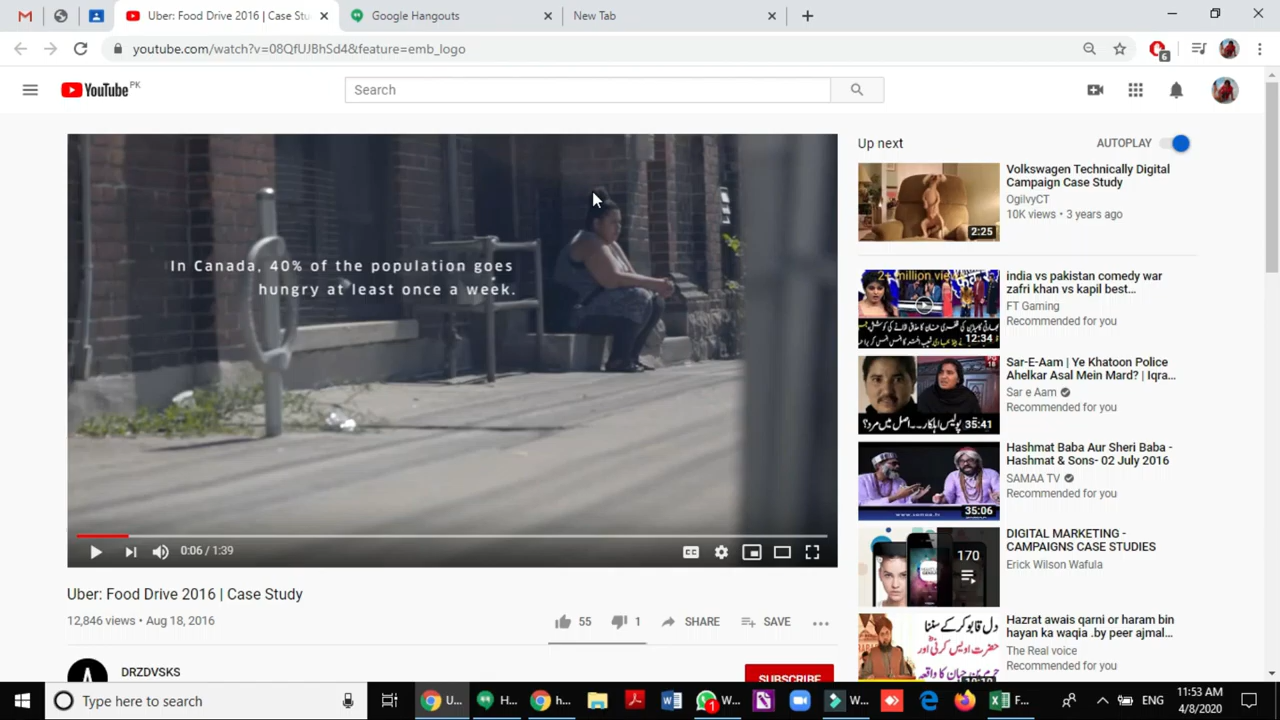 Uber: Food Drive 2016 | Case Stu
Google Hangouts
New Tab
youtube.com/watch?v=08QfUJBhSd4&feature=emb_logo
6
YouTube PK
Search
In Canada, 40% of the population goes
hungry at least once a week.
0:06 / 1:39
CC
Uber: Food Drive 2016 | Case Study
12,846 views • Aug 18, 2016
55
1
SHARE
SAVE
DRZDVSKS
SUBSCRIBE
Up next
AUTOPLAY
2:25
Volkswagen Technically Digital
Campaign Case Study
OgilvyCT
10K views • 3 years ago
12:34
india vs pakistan comedy war
zafri khan vs kapil best...
FT Gaming
Recommended for you
35:41
Sar-E-Aam | Ye Khatoon Police
Ahelkar Asal Mein Mard? | Iqra...
Sar e Aam
Recommended for you
35:06
Hashmat Baba Aur Sheri Baba -
Hashmat & Sons- 02 July 2016
SAMAA TV
Recommended for you
170
DIGITAL MARKETING -
CAMPAIGNS CASE STUDIES
Erick Wilson Wafula
دل قابو کرکے سننا
Hazrat awais qarni or haram bin
hayan ka waqia .by peer ajmal...
The Real voice
Recommended for you
Type here to search
U...
H...
h...
1
W...
W...
F...
ENG
11:53 AM
4/8/2020